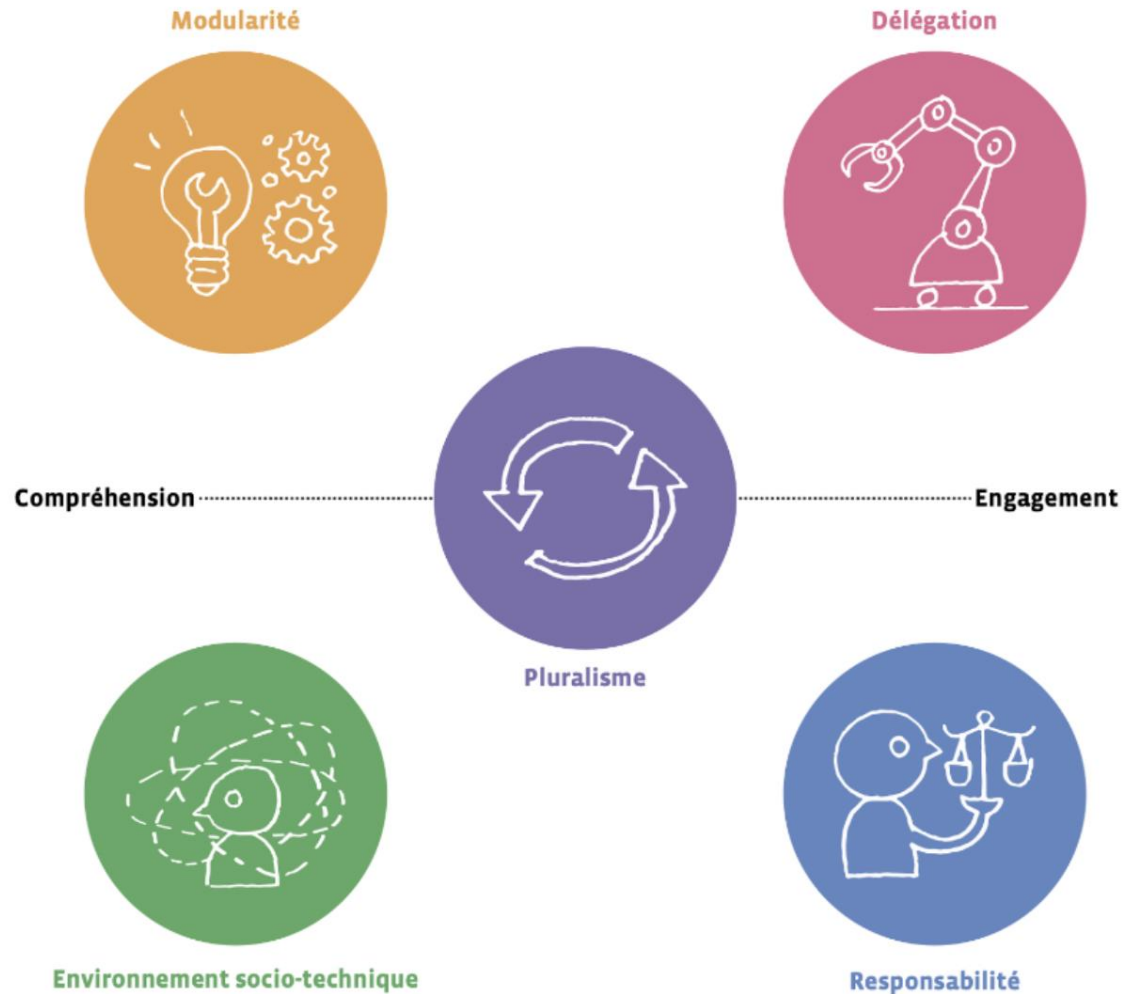 Modularité
Délégation
Compréhension
Engagement
Pluralisme
Environnement socio-technique
Responsabilité